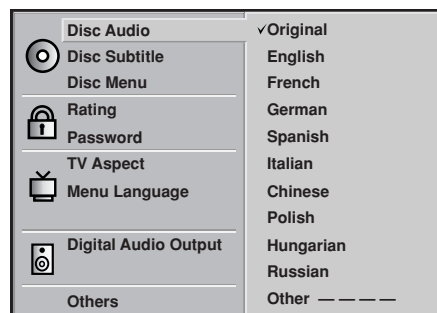 Disc Audio
Disc Subtitle
Disc Menu
Rating
Password
TV Aspect
Menu Language
Digital Audio Output
Others
✓Original
English
French
German
Spanish
Italian
Chinese
Polish
Hungarian
Russian
Other — — — —